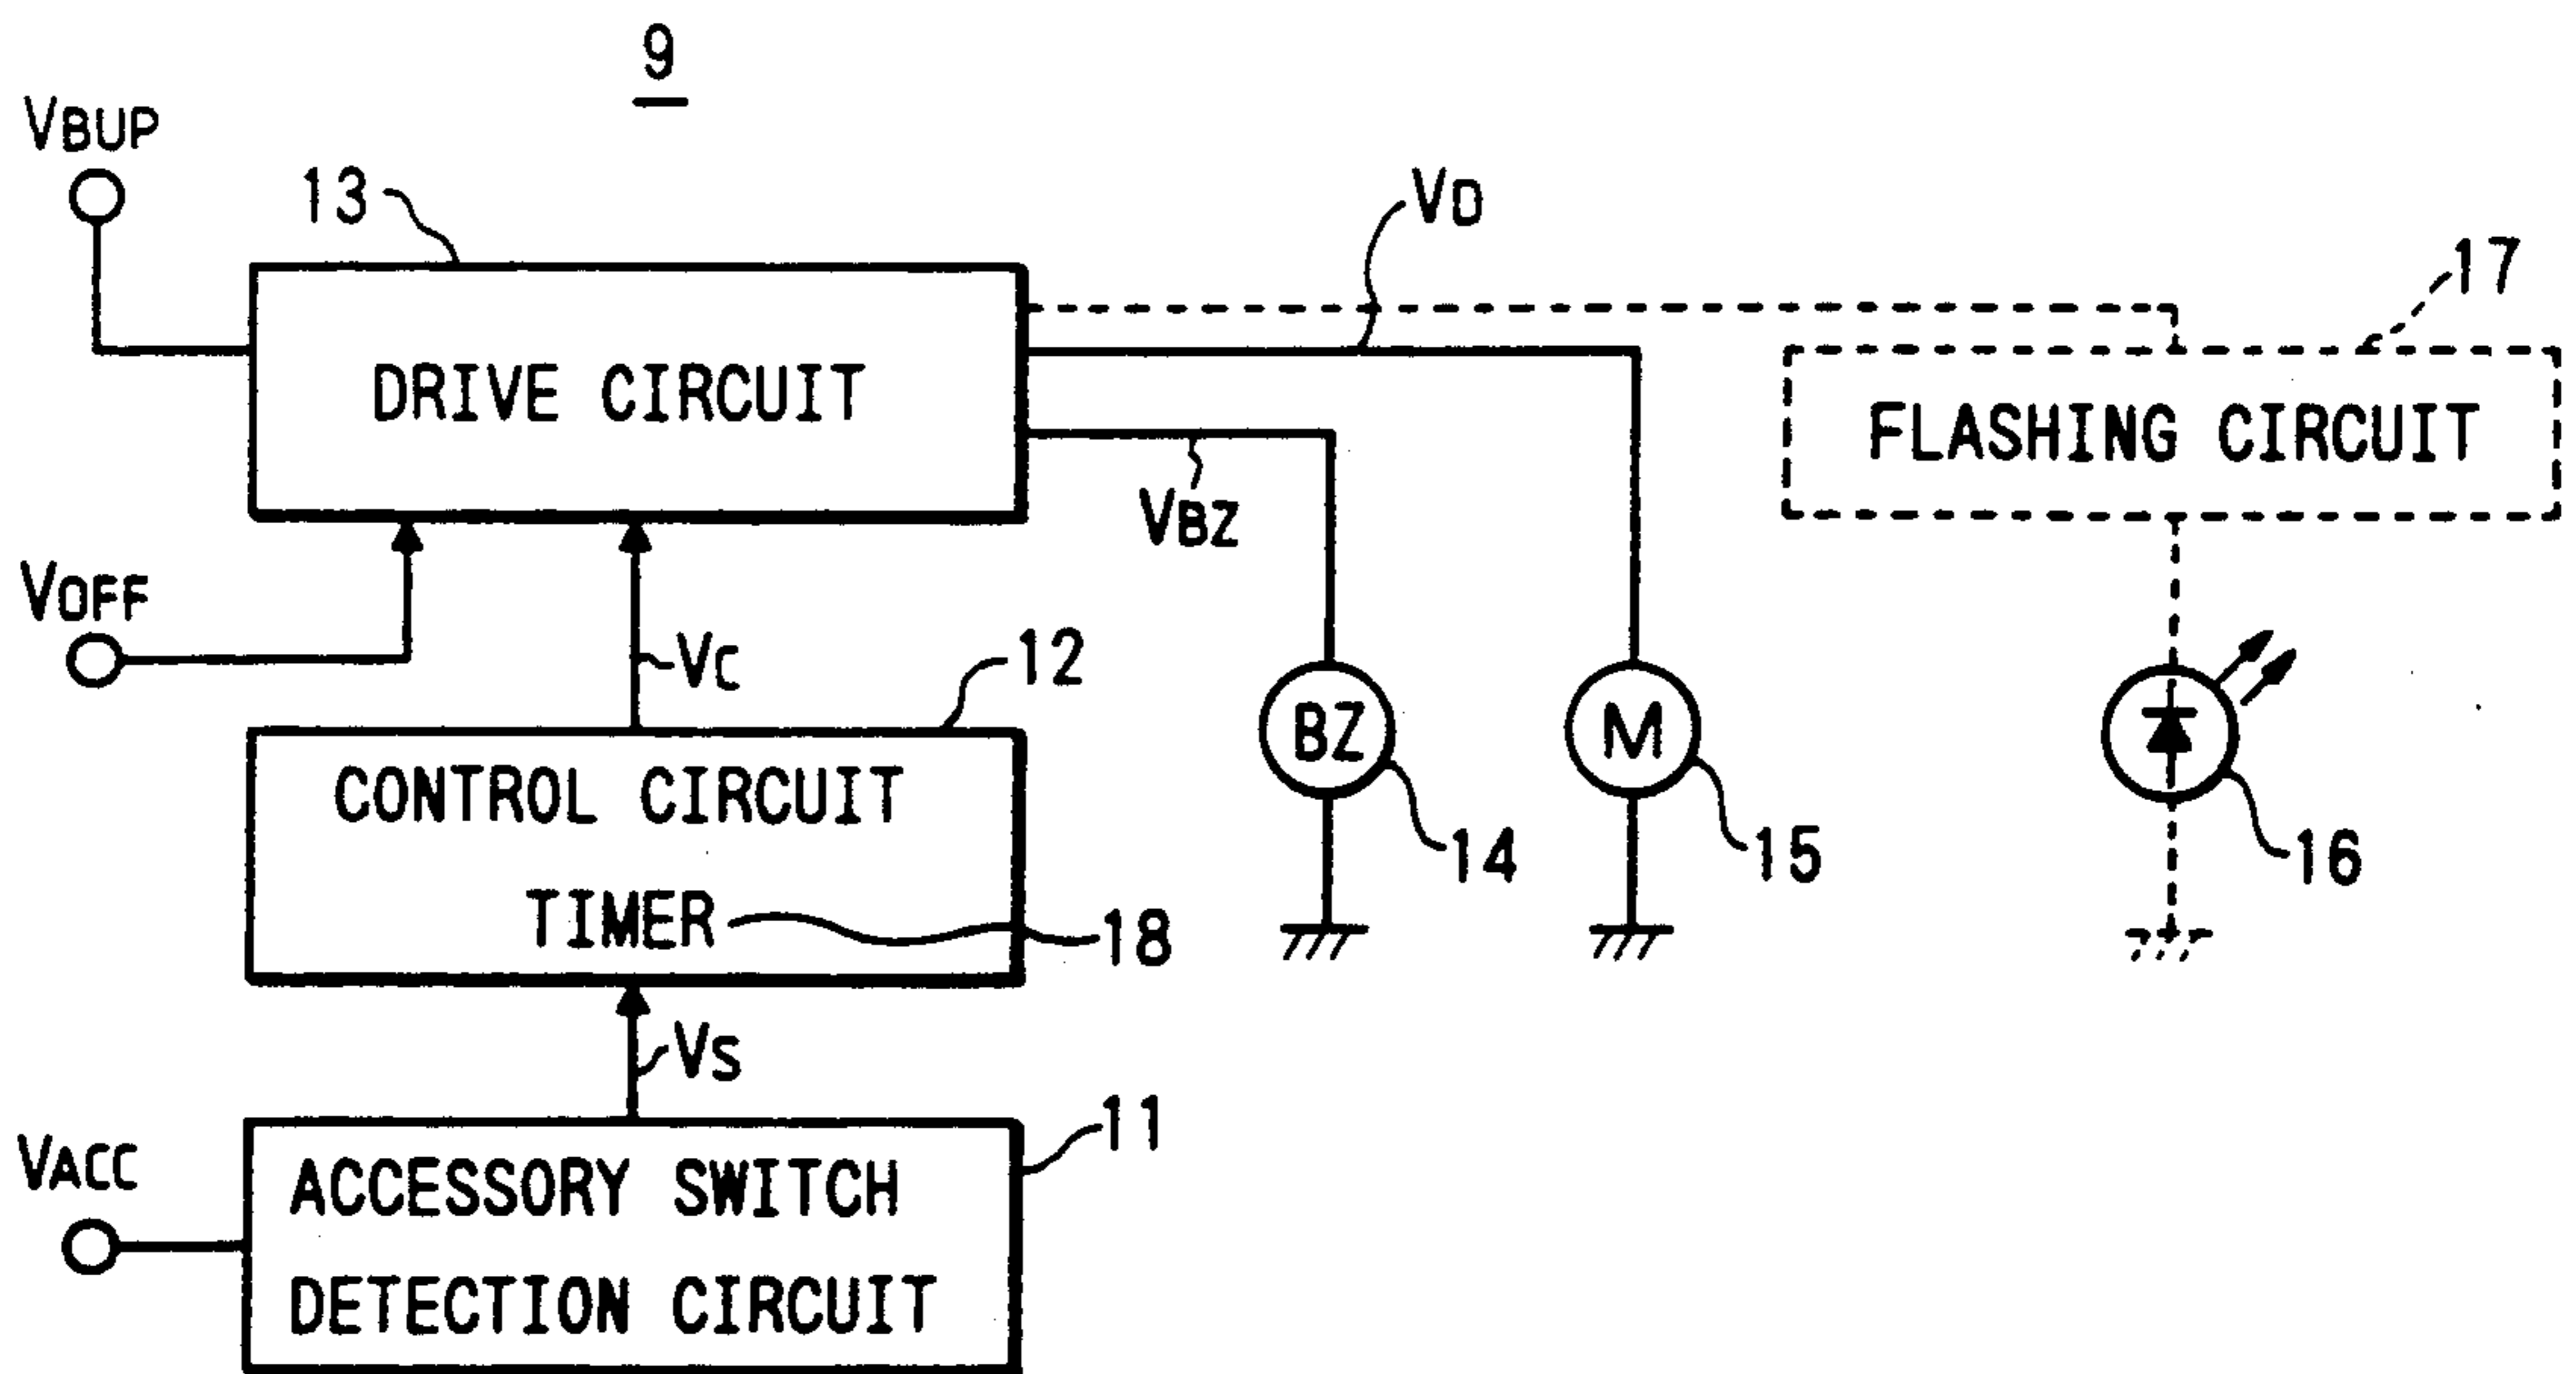 9
VBUP
13
VD
17
DRIVE CIRCUIT
FLASHING CIRCUIT
VBZ
VOFF
VC
12
BZ
M
CONTROL CIRCUIT
14
15
16
TIMER
18
VS
11
VACC
ACCESSORY SWITCH
DETECTION CIRCUIT